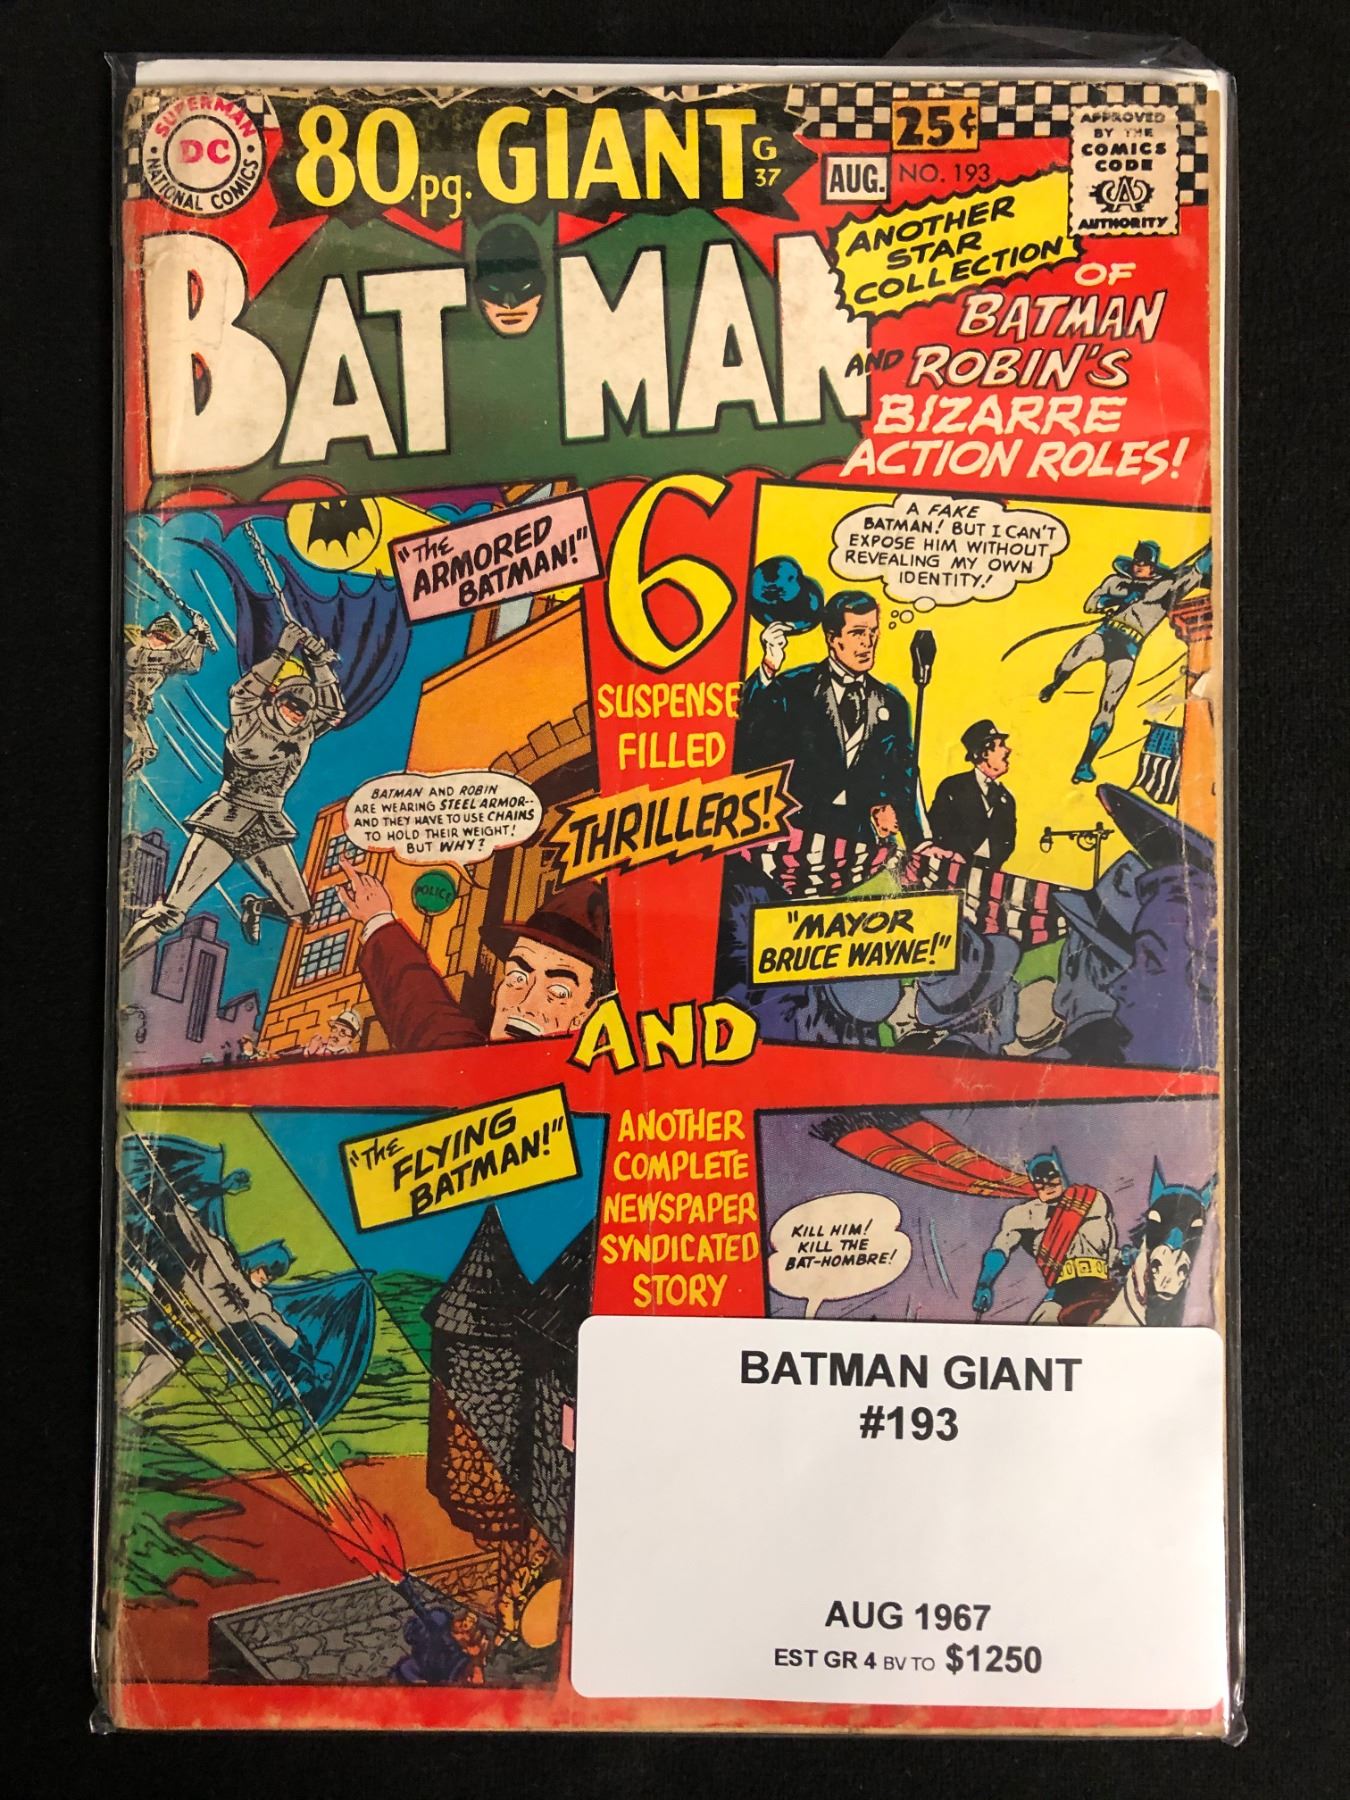 SUPERMAN
DC
NATIONAL COMICS
80 pg. GIANT
G
37
25¢
AUG. NO. 193
APPROVED
BY THE
COMICS
CODE
CA
AUTHORITY
BATMAN
ANOTHER
STAR
COLLECTION
OF
BATMAN
AND ROBIN'S
BIZARRE
ACTION ROLES!
"THE
ARMORED
BATMAN!"
BATMAN AND ROBIN
ARE WEARING STEEL ARMOR--
AND THEY HAVE TO USE CHAINS
TO HOLD THEIR WEIGHT!
BUT WHY?
POLICE
6
SUSPENSE
FILLED
THRILLERS!
A FAKE
BATMAN! BUT I CAN'T
EXPOSE HIM WITHOUT
REVEALING MY OWN
IDENTITY!
"MAYOR
BRUCE WAYNE!"
AND
"THE
FLYING
BATMAN!"
ANOTHER
COMPLETE
NEWSPAPER
SYNDICATED
STORY
KILL HIM!
KILL THE
BAT-HOMBRE!
BATMAN GIANT
#193
AUG 1967
EST GR 4 BV TO $1250